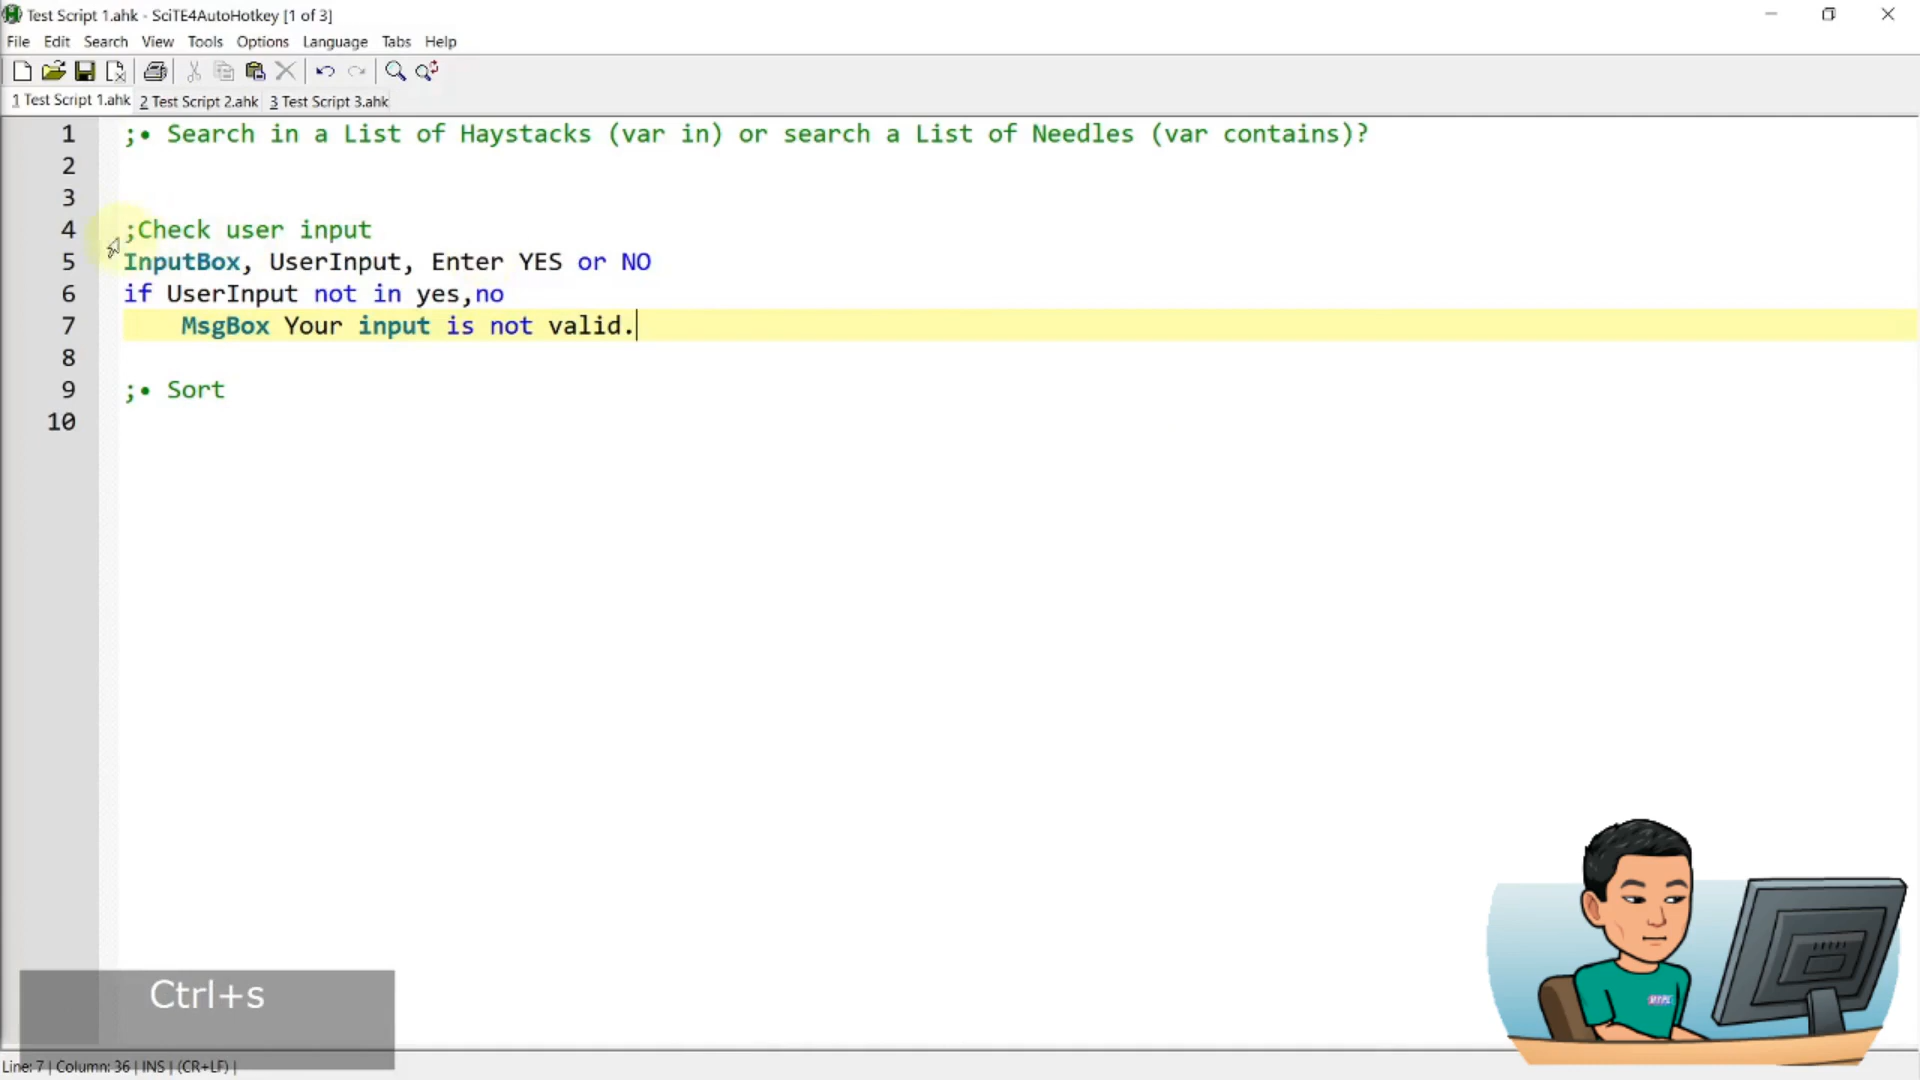 Test Script 1.ahk - SciTE4AutoHotkey [1 of 3]
File Edit Search View Tools Options Language Tabs Help
1 Test Script 1.ahk 2 Test Script 2.ahk 3 Test Script 3.ahk
1 ;• Search in a List of Haystacks (var in) or search a List of Needles (var contains)?
2
3
4 ;Check user input
5 InputBox, UserInput, Enter YES or NO
6 if UserInput not in yes,no
7 MsgBox Your input is not valid.
8
9 ;• Sort
10
Ctrl+s
Line: 7 | Column: 36 | INS | (CR+LF) |